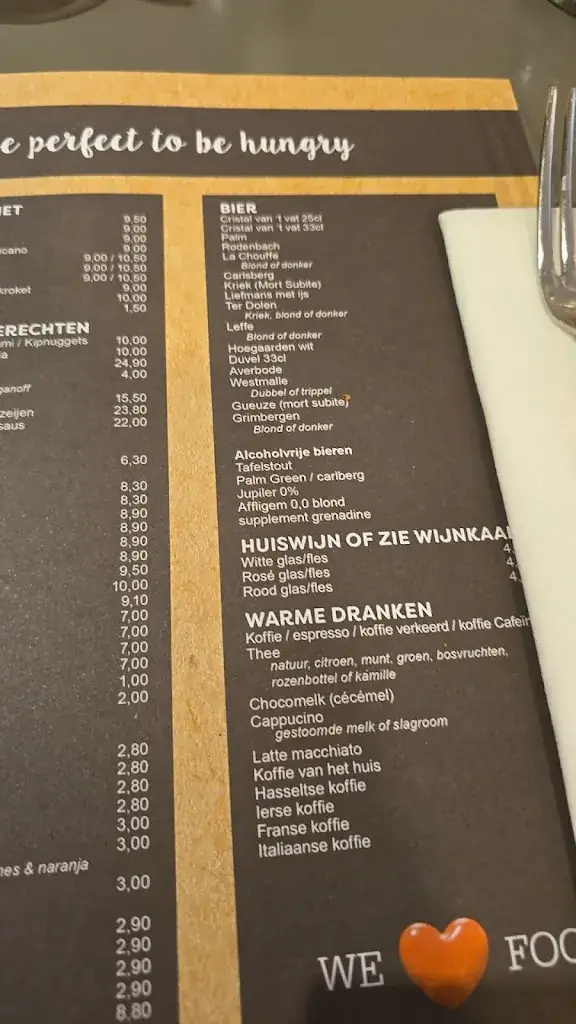 e perfect to be hungry
IET
9,50
9,00
9,00
cano 9,00
9,00 / 10,50
9,00 / 10,50
9,00 / 10,50
kroket 9,00
10,00
1,50
ERECHTEN
mi / Kipnuggets 10,00
a 10,00
24,90
4,00
ganoff
15,50
zeijen 23,80
saus 22,00
6,30
8,30
8,30
8,90
8,90
8,90
8,90
9,50
10,00
9,10
7,00
7,00
7,00
7,00
1,00
2,00
2,80
2,80
2,80
2,80
3,00
3,00
nes & naranja
3,00
2,90
2,90
2,90
2,90
8,80
BIER
Cristal van 't vat 25cl
Cristal van 't vat 33cl
Palm
Rodenbach
La Chouffe
Blond of donker
Carlsberg
Kriek (Mort Subite)
Liefmans met ijs
Ter Dolen
Kriek, blond of donker
Leffe
Blond of donker
Hoegaarden wit
Duvel 33cl
Averbode
Westmalle
Dubbel of trippel
Gueuze (mort subite)
Grimbergen
Blond of donker
Alcoholvrije bieren
Tafelstout
Palm Green / carlberg
Jupiler 0%
Affligem 0,0 blond
supplement grenadine
HUISWIJN OF ZIE WIJNKAA
Witte glas/fles 4,
Rosé glas/fles 4,
Rood glas/fles 4,
WARME DRANKEN
Koffie / espresso / koffie verkeerd / koffie Cafeïn
Thee
natuur, citroen, munt, groen, bosvruchten,
rozenbottel of kamille
Chocomelk (cécémel)
Cappucino
gestoomde melk of slagroom
Latte macchiato
Koffie van het huis
Hasseltse koffie
Ierse koffie
Franse koffie
Italiaanse koffie
WE FOO